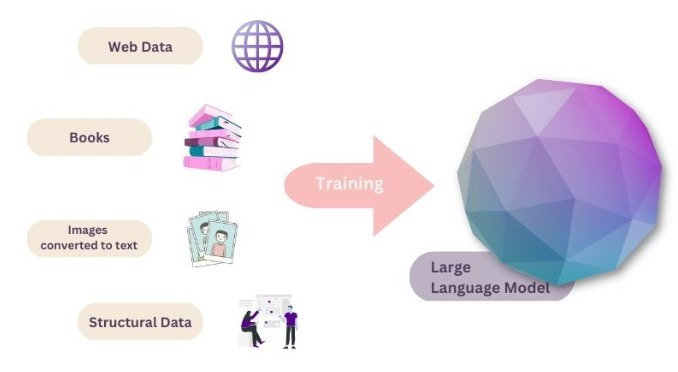 Web Data
Books
Images
converted to text
Structural Data
Training
Large
Language Model